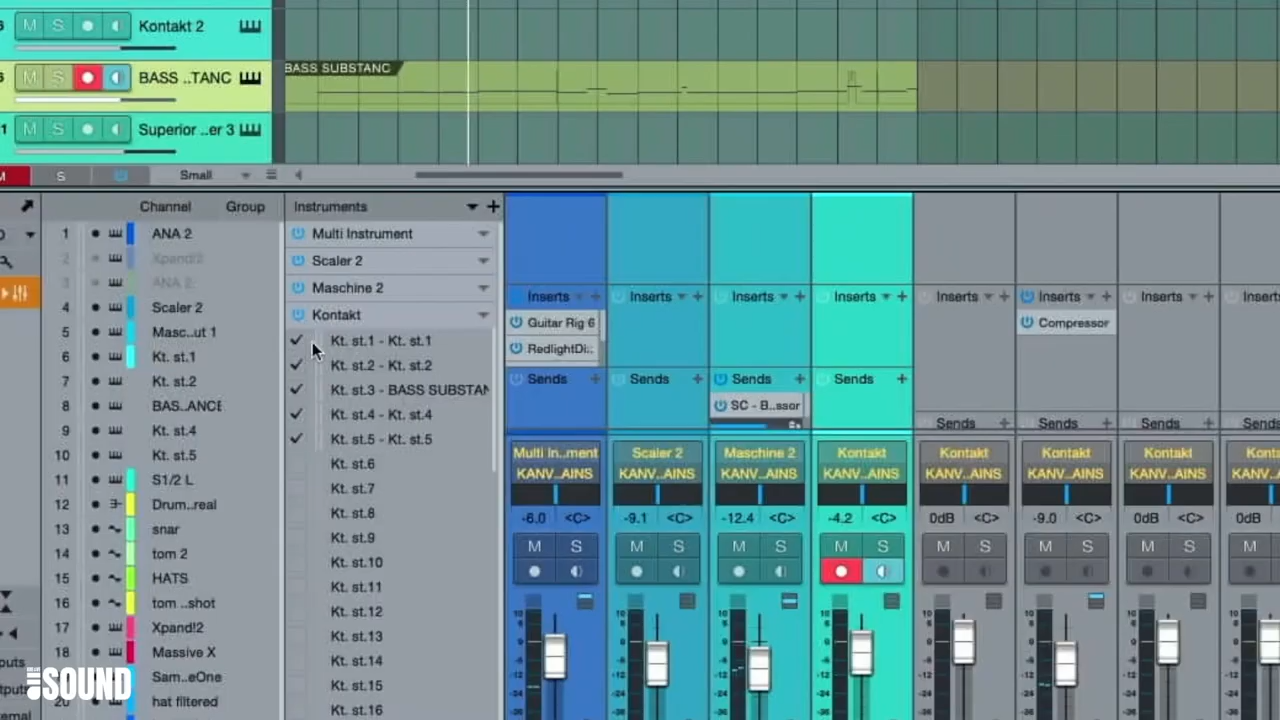 6 M S Kontakt 2
6 M S BASS ..TANC
BASS SUBSTANC
1 M S Superior ..er 3
M S Small
Channel Group
1 ANA 2
2 Xpand!2
3 ANA 2
4 Scaler 2
5 Masc..ut 1
6 Kt. st.1
7 Kt. st.2
8 BAS..ANCE
9 Kt. st.4
10 Kt. st.5
11 S1/2 L
12 Drum..real
13 snar
14 tom 2
15 HATS
16 tom ..shot
17 Xpand!2
18 Massive X
Sam..eOne
20 hat filtered
puts
Instruments
Multi Instrument
Scaler 2
Maschine 2
Kontakt
Kt. st.1 - Kt. st.1
Kt. st.2 - Kt. st.2
Kt. st.3 - BASS SUBSTAN
Kt. st.4 - Kt. st.4
Kt. st.5 - Kt. st.5
Kt. st.6
Kt. st.7
Kt. st.8
Kt. st.9
Kt. st.10
Kt. st.11
Kt. st.12
Kt. st.13
Kt. st.14
Kt. st.15
Kt. st.16
Inserts Inserts Inserts Inserts Inserts Inserts Inserts Inserts
Guitar Rig 6 Compressor
RedlightDi..
Sends Sends Sends Sends
SC - B..ssor
Sends Sends Sends Sends
Multi In..ment Scaler 2 Maschine 2 Kontakt Kontakt Kontakt Kontakt Konta
KANV..AINS KANV..AINS KANV..AINS KANV..AINS KANV..AINS KANV..AINS KANV..AINS KANV
-6.0 <C> -9.1 <C> -12.4 <C> -4.2 <C> 0dB <C> -9.0 <C> 0dB <C> 0dB
M S M S M S M S M S M S M S M
SOUND